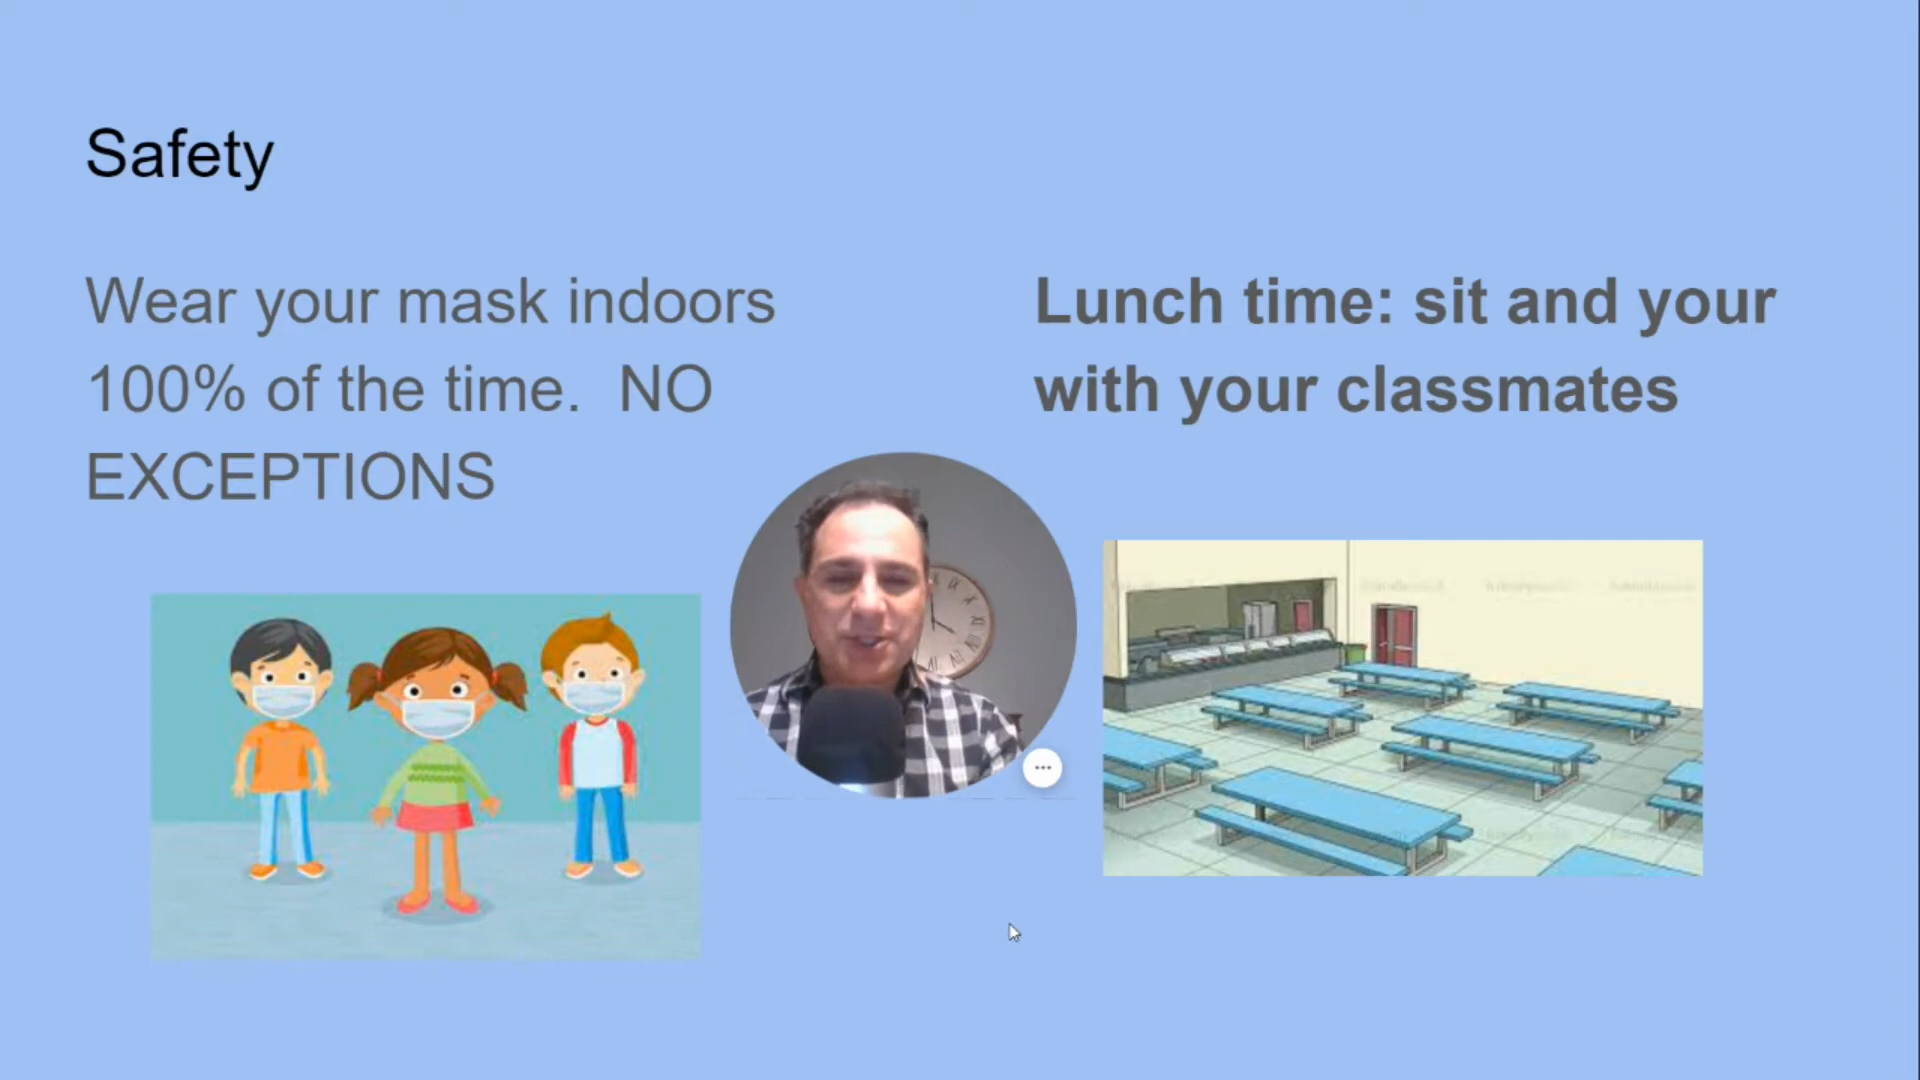 Safety
Wear your mask indoors
100% of the time.  NO
EXCEPTIONS
Lunch time: sit and your
with your classmates